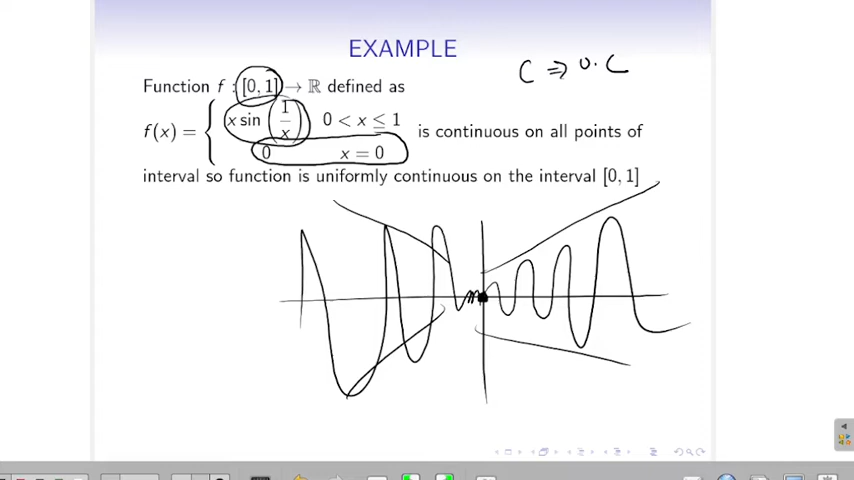 EXAMPLE
C ⇒ U·C
Function f : [0, 1] → ℝ defined as
f(x) = { x sin (1/x) 0 < x ≤ 1
0 x = 0
is continuous on all points of
interval so function is uniformly continuous on the interval [0, 1]